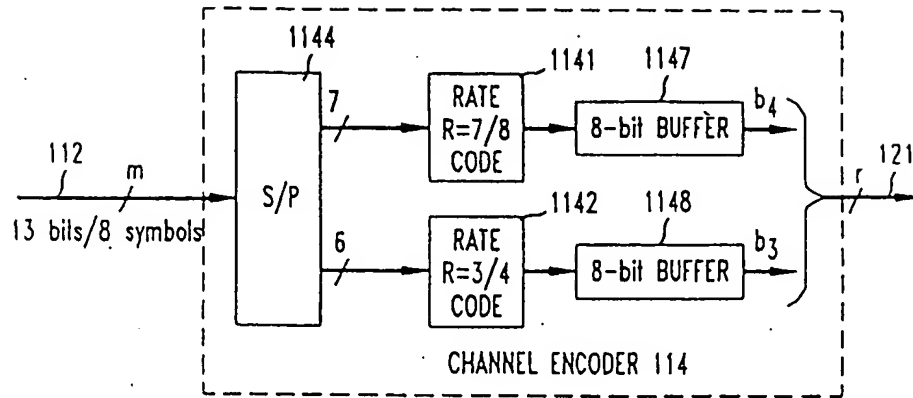 1144
1141
1147
RATE
R=7/8
CODE
7
8-bit BUFFER
b4
112
m
13 bits/8 symbols
S/P
r
121
1142
1148
6
RATE
R=3/4
CODE
8-bit BUFFER
b3
CHANNEL ENCODER 114